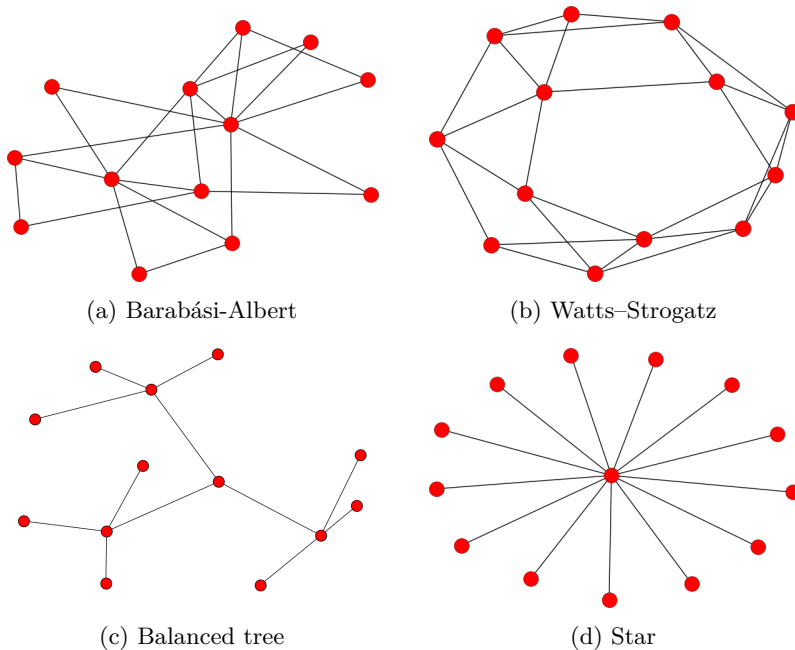 (a) Barabási-Albert
(b) Watts–Strogatz
(c) Balanced tree
(d) Star